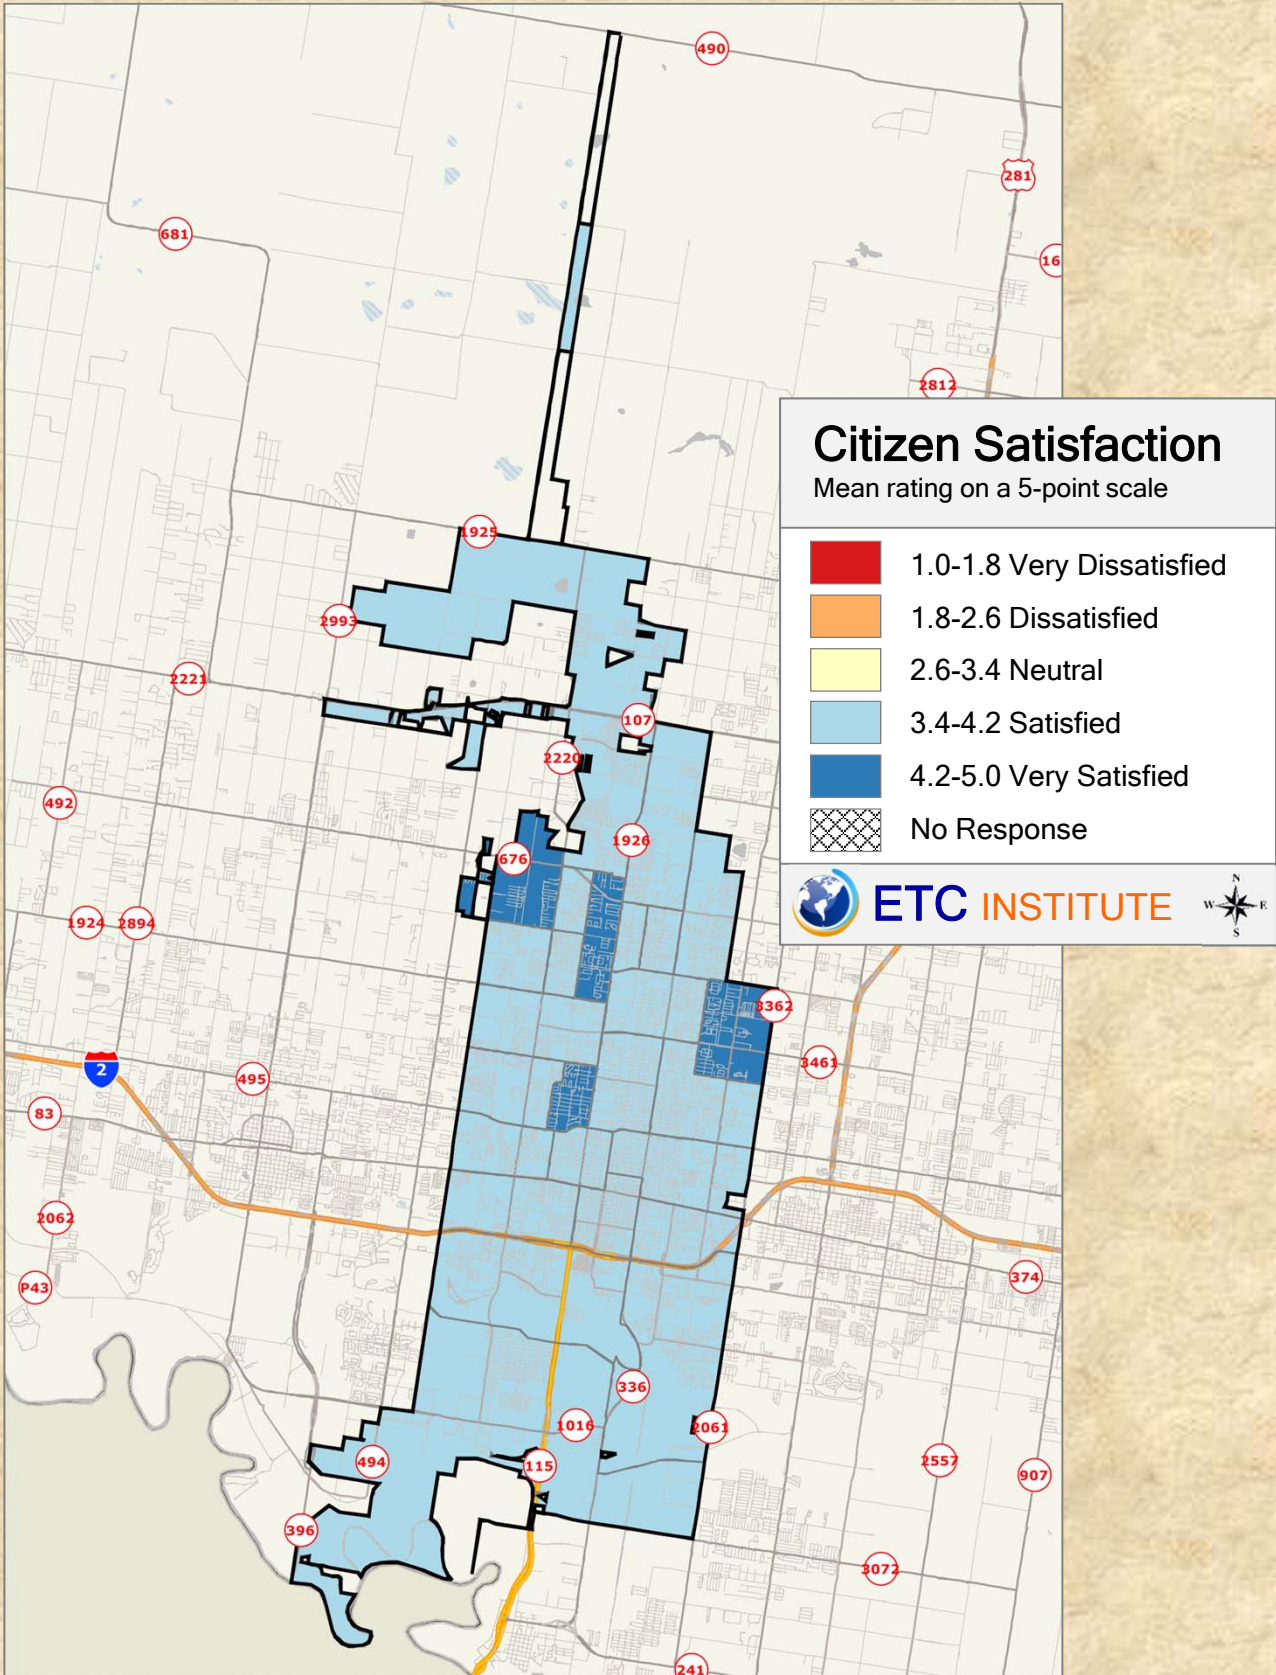 490
281
681
16
2812
Citizen Satisfaction
Mean rating on a 5-point scale
1.0-1.8 Very Dissatisfied
1.8-2.6 Dissatisfied
2.6-3.4 Neutral
3.4-4.2 Satisfied
4.2-5.0 Very Satisfied
No Response
ETC INSTITUTE
N
W E
S
1925
2993
2221
107
2220
492
1926
676
1924
2894
3362
3461
2
495
83
2062
P43
374
336
1016
2061
494
115
2557
907
396
3072
241